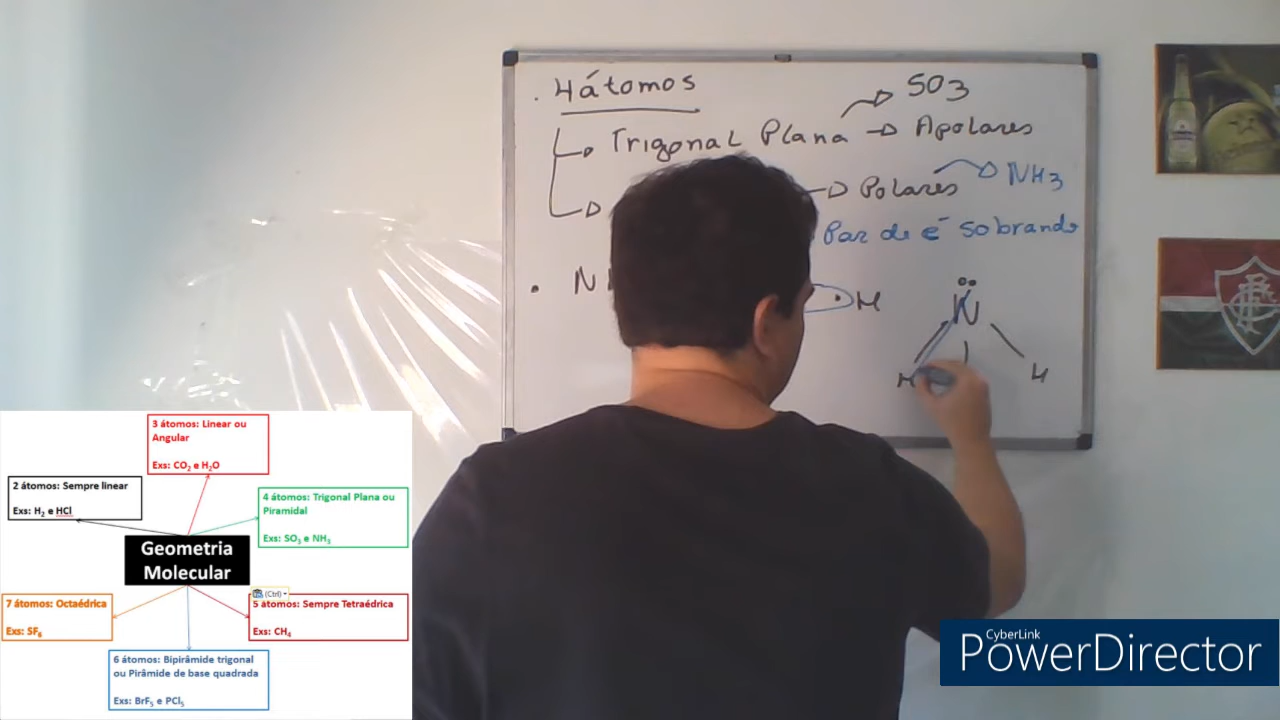 . 4 átomos
SO3
Trigonal Plana → Apolares
→ Polares
NH3
Par de é sobrando
• N
H
N
H
H
3 átomos: Linear ou
Angular
Exs: CO₂ e H₂O
2 átomos: Sempre linear
Exs: H₂ e HCl
4 átomos: Trigonal Plana ou
Piramidal
Exs: SO₃ e NH₃
Geometria
Molecular
(Ctrl)
7 átomos: Octaédrica
Exs: SF₆
5 átomos: Sempre Tetraédrica
Exs: CH₄
6 átomos: Bipirâmide trigonal
ou Pirâmide de base quadrada
Exs: BrF₅ e PCl₅
CyberLink
PowerDirector